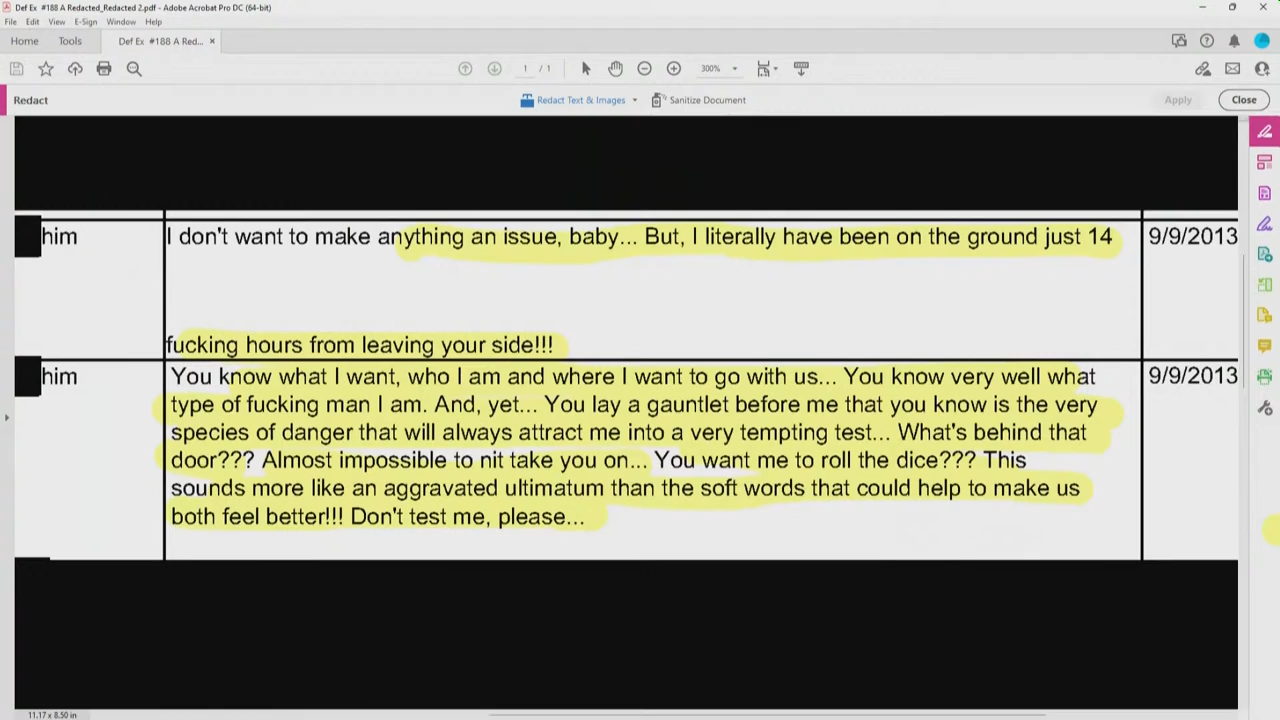 Def Ex #188 A Redacted_Redacted 2.pdf - Adobe Acrobat Pro DC (64-bit)
File Edit View E-Sign Window Help
Home Tools Def Ex #188 A Red... ×
1 / 1 300%
Redact Redact Text & Images Sanitize Document Apply Close
him I don't want to make anything an issue, baby... But, I literally have been on the ground just 14 9/9/2013
fucking hours from leaving your side!!!
him You know what I want, who I am and where I want to go with us... You know very well what 9/9/2013
type of fucking man I am. And, yet... You lay a gauntlet before me that you know is the very
species of danger that will always attract me into a very tempting test... What's behind that
door??? Almost impossible to nit take you on... You want me to roll the dice??? This
sounds more like an aggravated ultimatum than the soft words that could help to make us
both feel better!!! Don't test me, please...
11.17 x 8.50 in